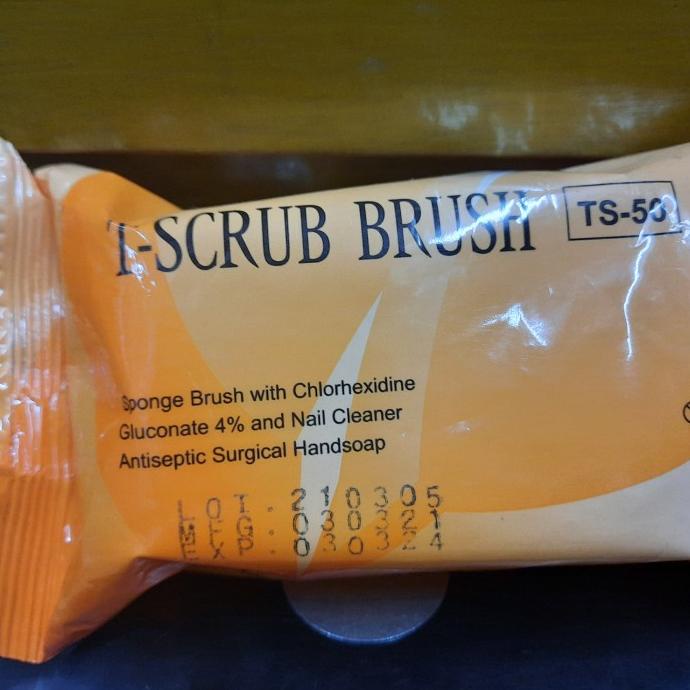 T-SCRUB BRUSH
TS-50
Sponge Brush with Chlorhexidine
Gluconate 4% and Nail Cleaner
Antiseptic Surgical Handsoap
LOT. 210305
030321
EXP. 030324